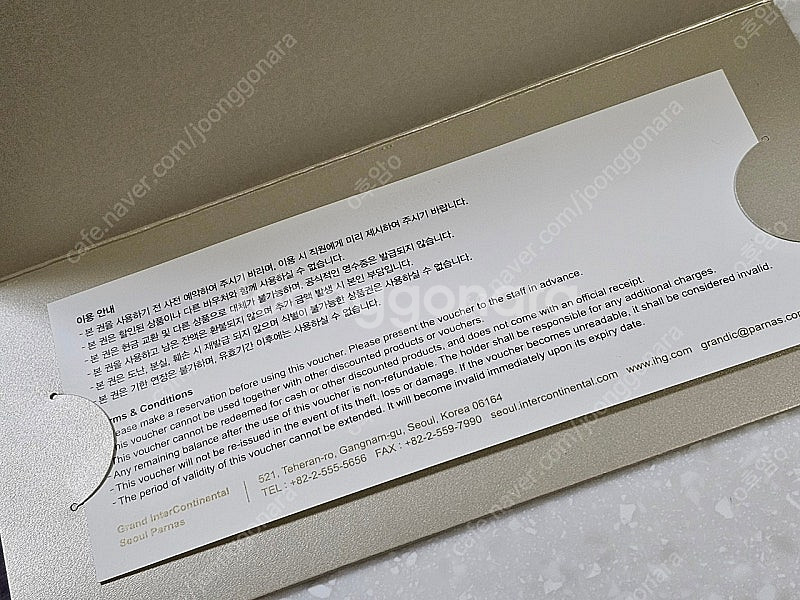 이용 안내
- 본 권을 사용하기 전 사전 예약하여 주시기 바라며, 이용 시 직원에게 미리 제시하여 주시기 바랍니다.
- 본 권은 할인된 상품이나 다른 바우처와 함께 사용하실 수 없습니다.
- 본 권은 현금 교환 및 다른 상품으로 대체가 불가능하며, 공식적인 영수증은 발급되지 않습니다.
- 본 권을 사용하고 남은 잔액은 환불되지 않으며 추가 금액 발생 시 본인 부담입니다.
- 본 권은 도난, 분실, 훼손 시 재발급 되지 않으며 식별이 불가능한 상품권은 사용하실 수 없습니다.
- 본 권은 기한 연장은 불가하며, 유효기간 이후에는 사용하실 수 없습니다.
ms & Conditions
ease make a reservation before using this voucher. Please present the voucher to the staff in advance.
his voucher cannot be used together with other discounted products or vouchers.
This voucher cannot be redeemed for cash or other discounted products, and does not come with an official receipt.
Any remaining balance after the use of this voucher is non-refundable. The holder shall be responsible for any additional charges.
- This voucher will not be re-issued in the event of its theft, loss or damage. If the voucher becomes unreadable, it shall be considered invalid.
- The period of validity of this voucher cannot be extended. It will become invalid immediately upon its expiry date.
Grand InterContinental
Seoul Parnas
521, Teheran-ro, Gangnam-gu, Seoul, Korea 06164
TEL : +82-2-555-5656 FAX : +82-2-559-7990 seoul.intercontinental.com www.ihg.com grandic@parnas.co
cafe.naver.com/joonggonara
joonggonara